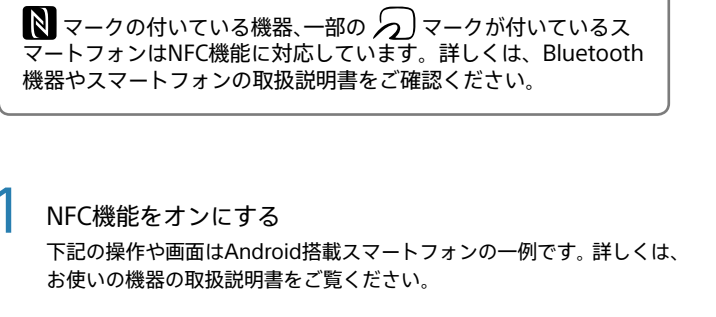 マークの付いている機器、一部の マークが付いているス
マートフォンはNFC機能に対応しています。詳しくは、Bluetooth
機器やスマートフォンの取扱説明書をご確認ください。
1 NFC機能をオンにする
下記の操作や画面はAndroid搭載スマートフォンの一例です。詳しくは、
お使いの機器の取扱説明書をご覧ください。